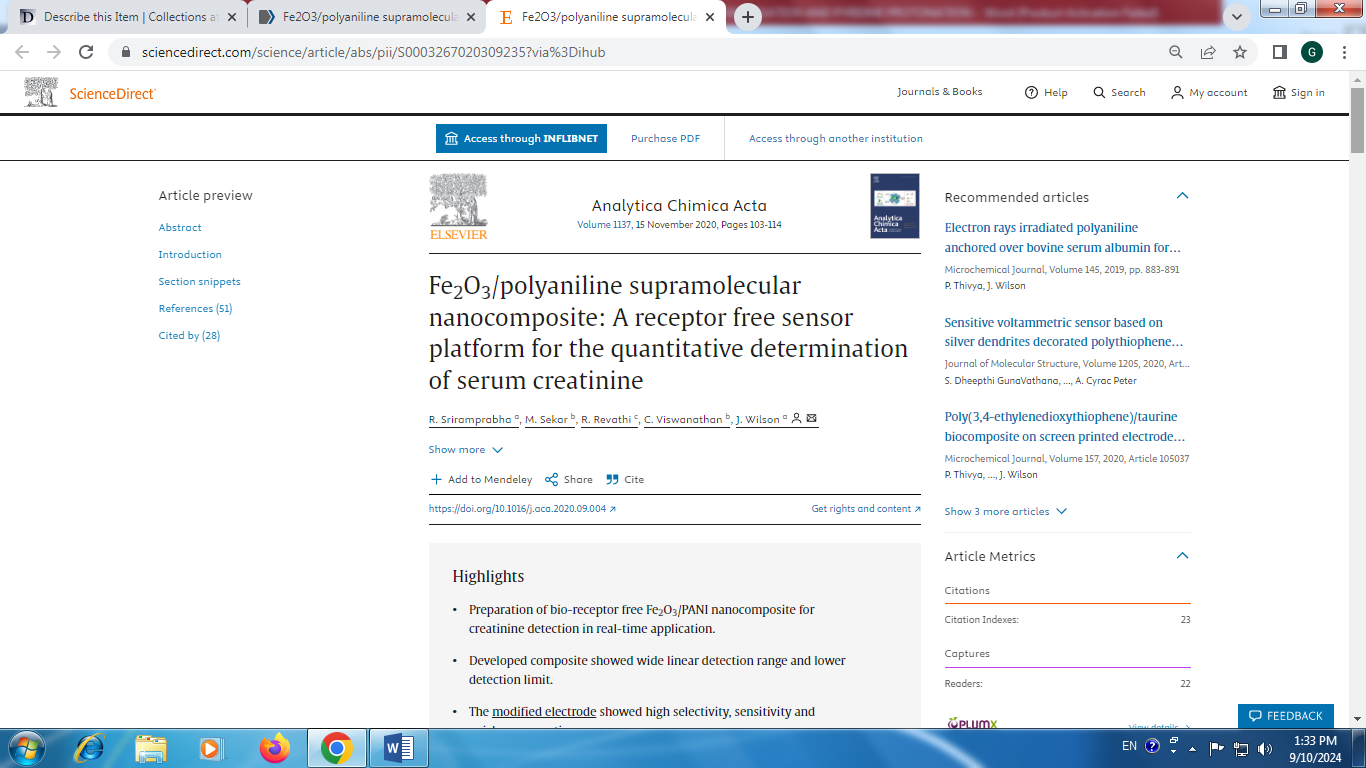 Describe this Item | Collections at
Fe2O3/polyaniline supramolecula
Fe2O3/polyaniline supramolecula
sciencedirect.com/science/article/abs/pii/S0003267020309235?via%3Dihub
G
ScienceDirect
Journals & Books
Help
Search
My account
Sign in
Access through INFLIBNET
Purchase PDF
Access through another institution
Article preview
Abstract
Introduction
Section snippets
References (51)
Cited by (28)
ELSEVIER
Analytica Chimica Acta
Volume 1137, 15 November 2020, Pages 103-114
Analytica
Chimica
Acta
Fe2O3/polyaniline supramolecular
nanocomposite: A receptor free sensor
platform for the quantitative determination
of serum creatinine
R. Sriramprabha a, M. Sekar b, R. Revathi c, C. Viswanathan b, J. Wilson a
Show more
Add to Mendeley
Share
Cite
https://doi.org/10.1016/j.aca.2020.09.004
Get rights and content
Highlights
• Preparation of bio-receptor free Fe2O3/PANI nanocomposite for
creatinine detection in real-time application.
• Developed composite showed wide linear detection range and lower
detection limit.
• The modified electrode showed high selectivity, sensitivity and
Recommended articles
Electron rays irradiated polyaniline
anchored over bovine serum albumin for…
Microchemical Journal, Volume 145, 2019, pp. 883-891
P. Thivya, J. Wilson
Sensitive voltammetric sensor based on
silver dendrites decorated polythiophene…
Journal of Molecular Structure, Volume 1205, 2020, Art…
S. Dheepthi GunaVathana, …, A. Cyrac Peter
Poly(3,4-ethylenedioxythiophene)/taurine
biocomposite on screen printed electrode…
Microchemical Journal, Volume 157, 2020, Article 105037
P. Thivya, …, J. Wilson
Show 3 more articles
Article Metrics
Citations
Citation Indexes: 23
Captures
Readers: 22
PLUMX
View details
FEEDBACK
EN
1:33 PM
9/10/2024